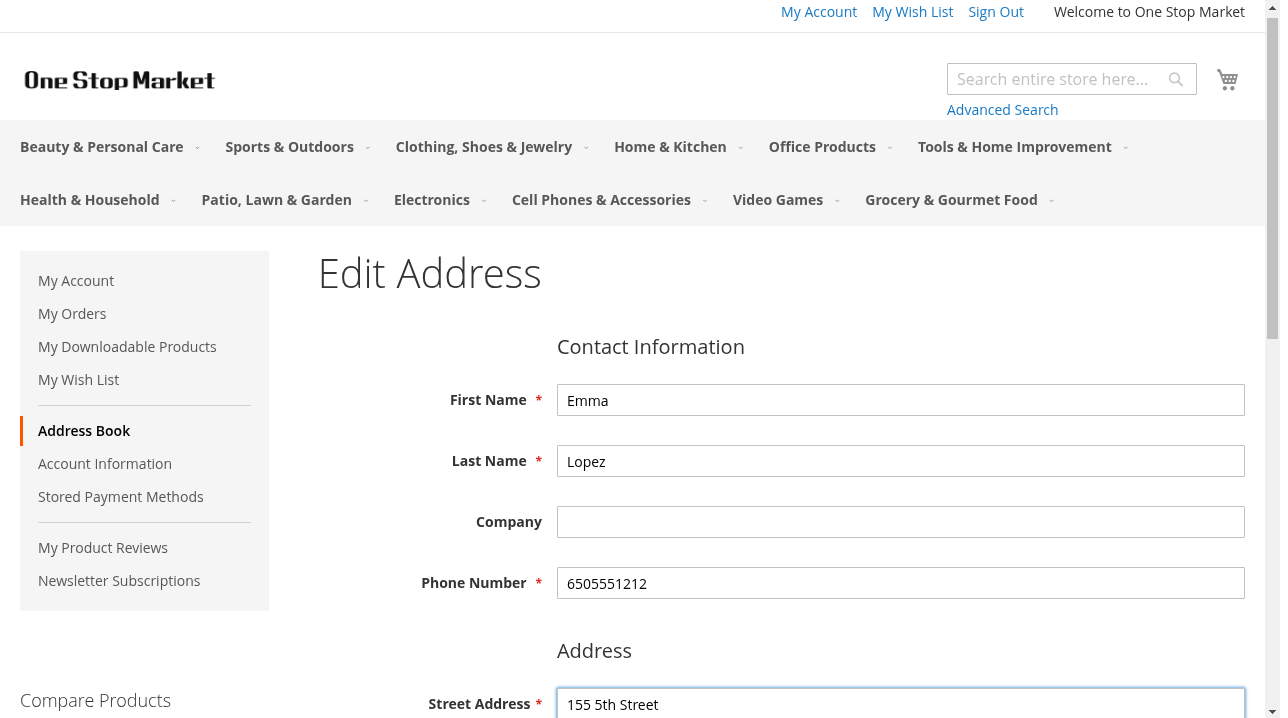 My Account My Wish List Sign Out Welcome to One Stop Market
One Stop Market
Search entire store here...
Advanced Search
Beauty & Personal Care Sports & Outdoors Clothing, Shoes & Jewelry Home & Kitchen Office Products Tools & Home Improvement
Health & Household Patio, Lawn & Garden Electronics Cell Phones & Accessories Video Games Grocery & Gourmet Food
My Account
My Orders
My Downloadable Products
My Wish List
Address Book
Account Information
Stored Payment Methods
My Product Reviews
Newsletter Subscriptions
Compare Products
Edit Address
Contact Information
First Name * Emma
Last Name * Lopez
Company
Phone Number * 6505551212
Address
Street Address * 155 5th Street